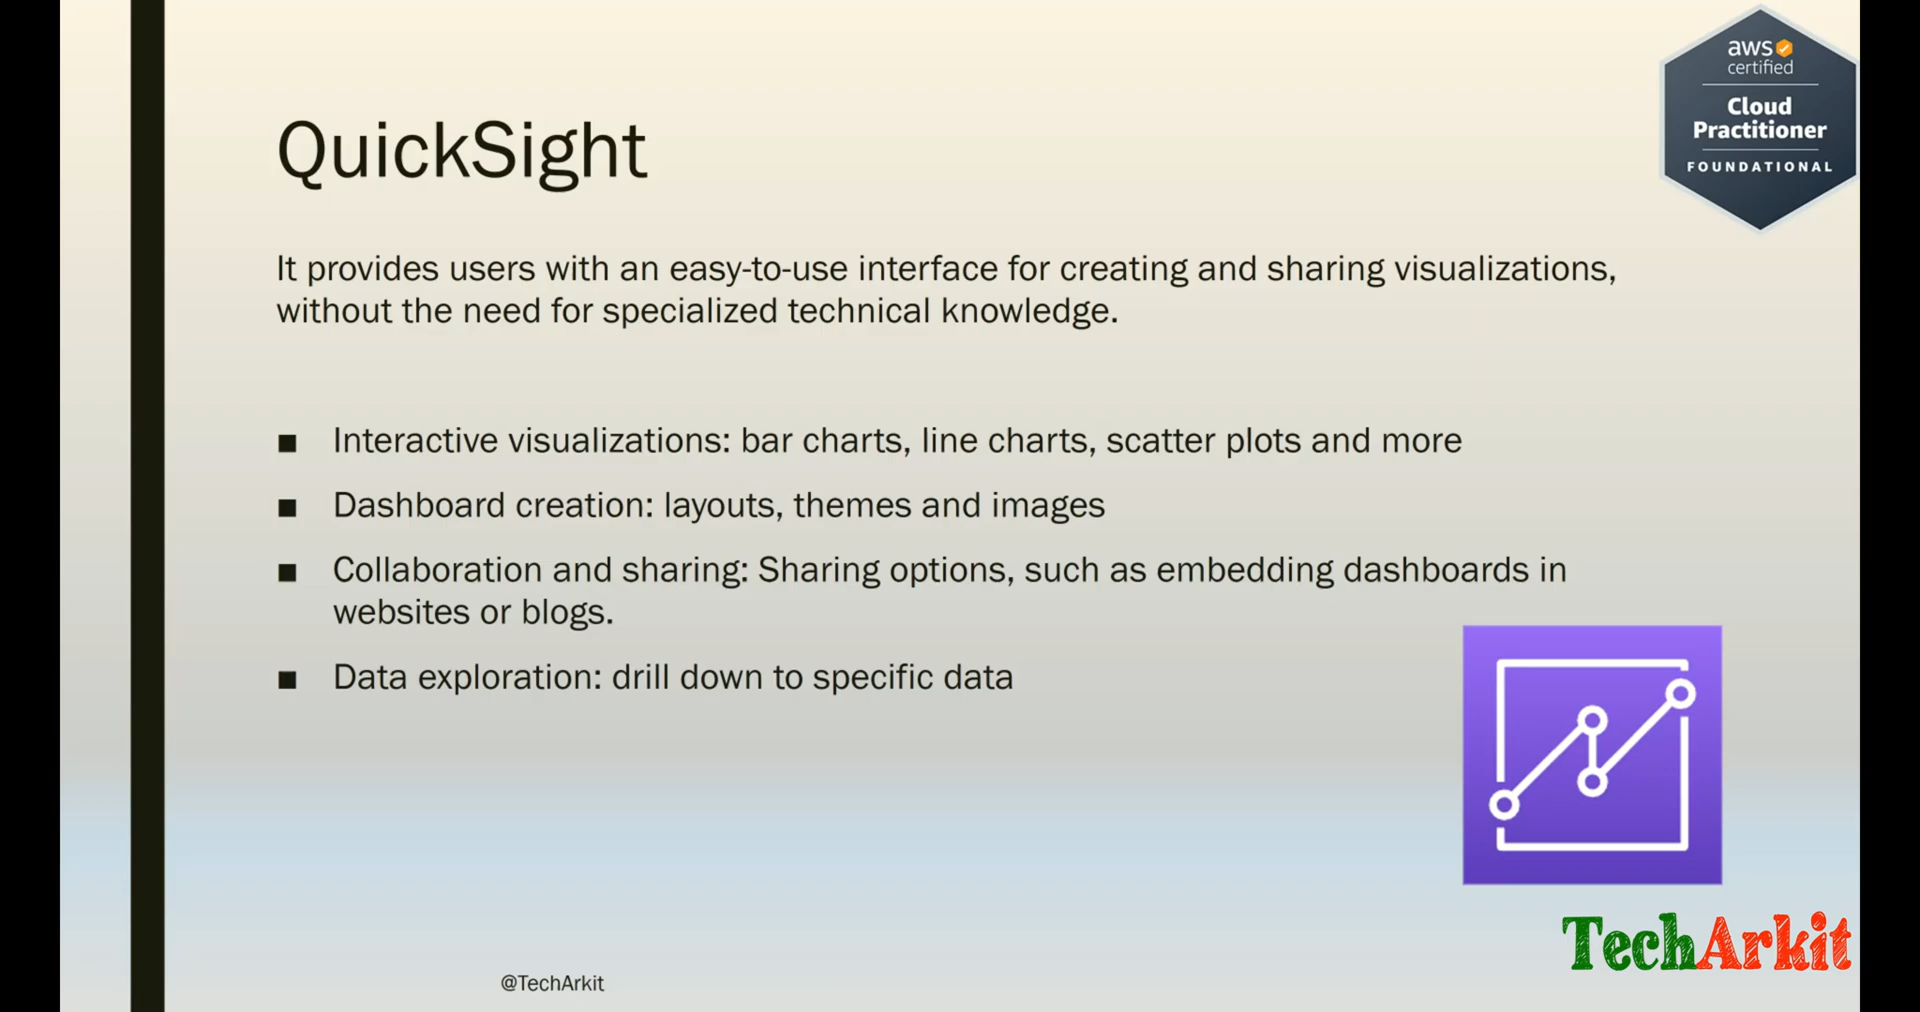 aws
certified
Cloud
Practitioner
FOUNDATIONAL
QuickSight
It provides users with an easy-to-use interface for creating and sharing visualizations,
without the need for specialized technical knowledge.
■ Interactive visualizations: bar charts, line charts, scatter plots and more
■ Dashboard creation: layouts, themes and images
■ Collaboration and sharing: Sharing options, such as embedding dashboards in
websites or blogs.
■ Data exploration: drill down to specific data
TechArkit
@TechArkit